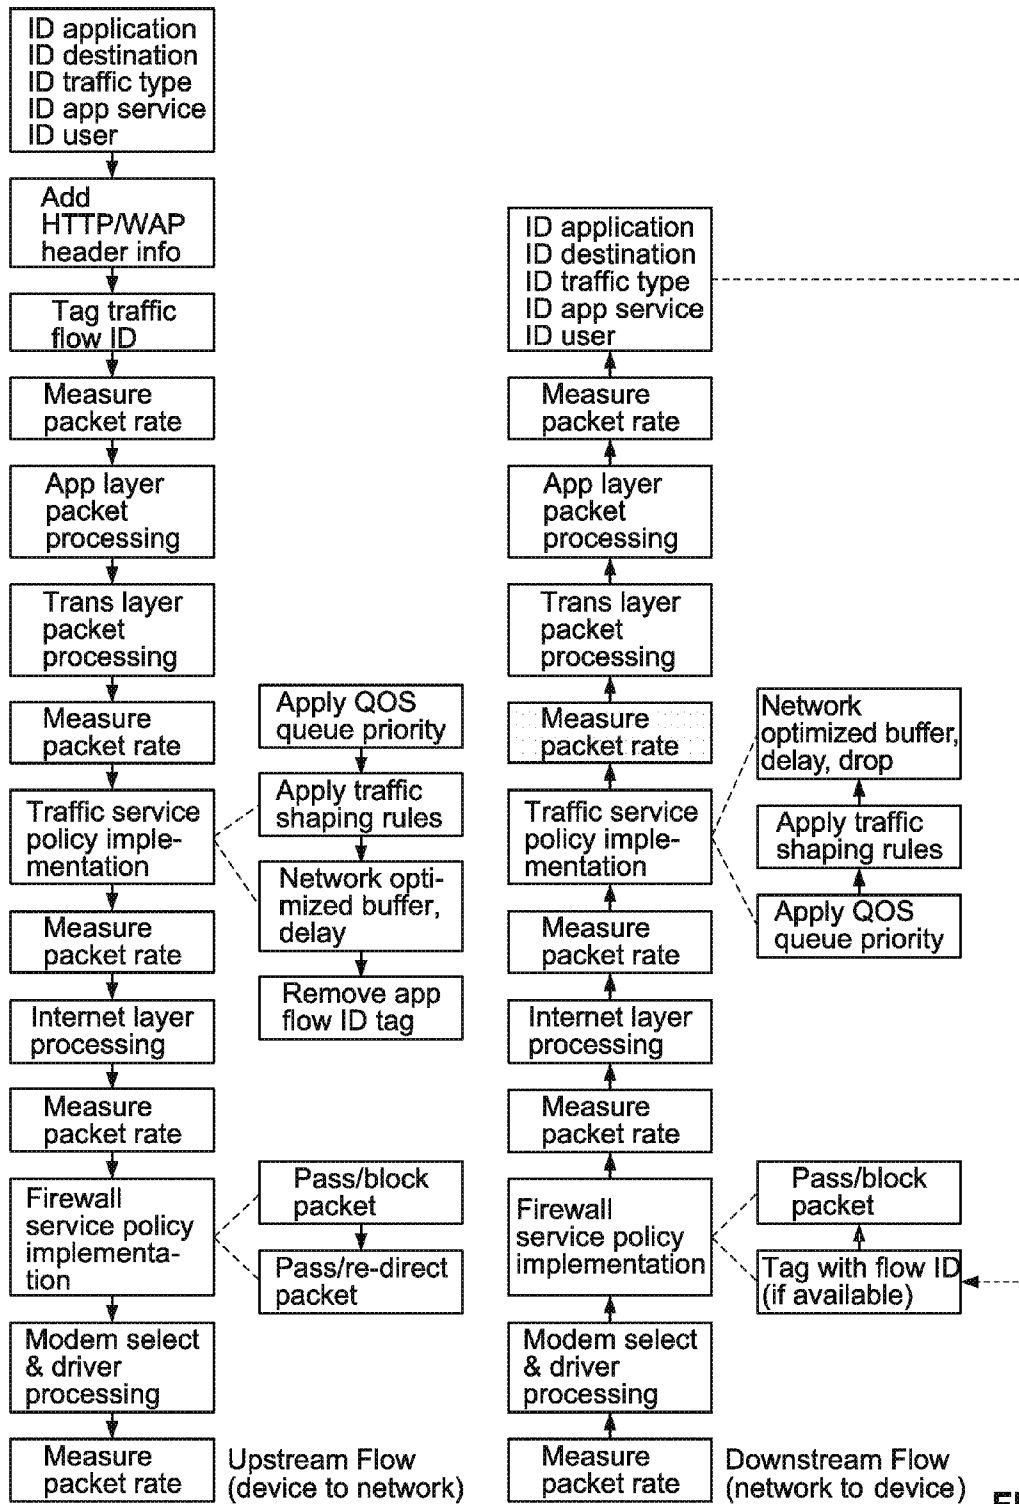 ID application
ID destination
ID traffic type
ID app service
ID user
Add
HTTP/WAP
header info
Tag traffic
flow ID
Measure
packet rate
App layer
packet
processing
Trans layer
packet
processing
Measure
packet rate
Traffic service
policy imple-
mentation
Measure
packet rate
Internet layer
processing
Measure
packet rate
Firewall
service policy
implementa-
tion
Modem select
& driver
processing
Measure
packet rate
Apply QOS
queue priority
Apply traffic
shaping rules
Network opti-
mized buffer,
delay
Remove app
flow ID tag
Pass/block
packet
Pass/re-direct
packet
Upstream Flow
(device to network)
ID application
ID destination
ID traffic type
ID app service
ID user
Measure
packet rate
App layer
packet
processing
Trans layer
packet
processing
Measure
packet rate
Traffic service
policy imple-
mentation
Measure
packet rate
Internet layer
processing
Measure
packet rate
Firewall
service policy
implementation
Modem select
& driver
processing
Measure
packet rate
Network
optimized buffer,
delay, drop
Apply traffic
shaping rules
Apply QOS
queue priority
Pass/block
packet
Tag with flow ID
(if available)
Downstream Flow
(network to device)